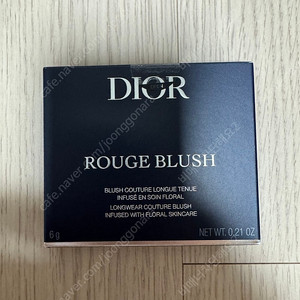 DIOR
ROUGE BLUSH
BLUSH COUTURE LONGUE TENUE
INFUSÉ EN SOIN FLORAL
LONGWEAR COUTURE BLUSH
INFUSED WITH FLORAL SKINCARE
6 g NET WT. 0,21 OZ